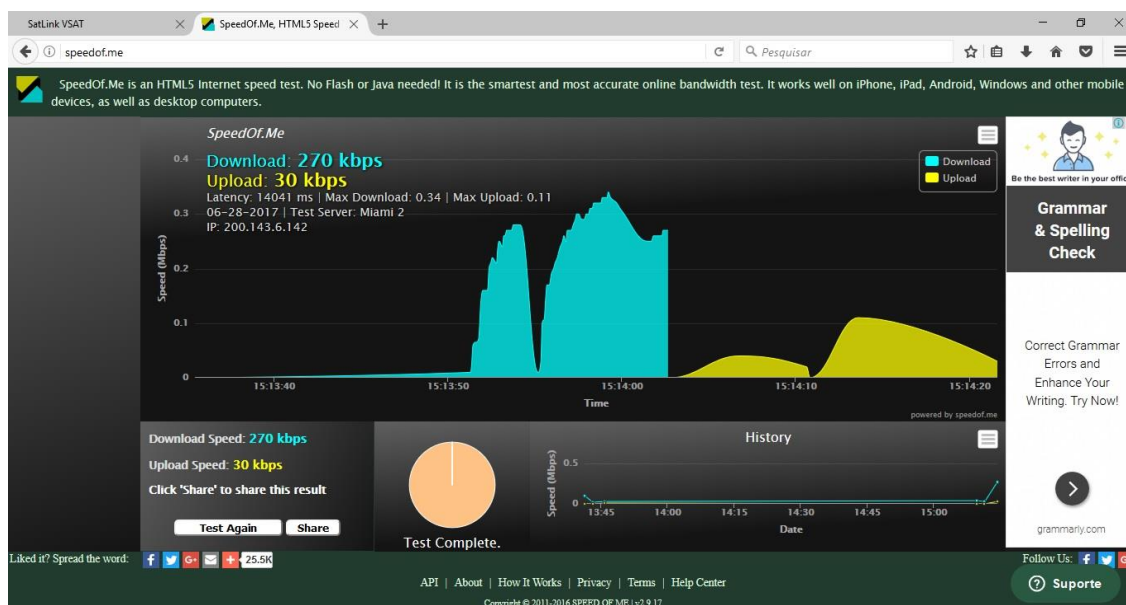 SatLink VSAT
SpeedOf.Me, HTML5 Speed
speedof.me
Pesquisar
SpeedOf.Me is an HTML5 Internet speed test. No Flash or Java needed! It is the smartest and most accurate online bandwidth test. It works well on iPhone, iPad, Android, Windows and other mobile
devices, as well as desktop computers.
SpeedOf.Me
Download: 270 kbps
Upload: 30 kbps
Latency: 14041 ms | Max Download: 0.34 | Max Upload: 0.11
06-28-2017 | Test Server: Miami 2
IP: 200.143.6.142
Download
Upload
0.4
0.3
0.2
0.1
0
Speed (Mbps)
15:13:40 15:13:50 15:14:00 15:14:10 15:14:20
Time
powered by speedof.me
Be the best writer in your offic
Grammar
& Spelling
Check
Correct Grammar
Errors and
Enhance Your
Writing. Try Now!
grammarly.com
Download Speed: 270 kbps
Upload Speed: 30 kbps
Click 'Share' to share this result
Test Again Share
Test Complete.
History
Speed (Mbps)
0.5
0
13:45 14:00 14:15 14:30 14:45 15:00
Date
Liked it? Spread the word: f G+ + 25.5K
Follow Us: f G
API | About | How It Works | Privacy | Terms | Help Center
Suporte
Copyright © 2011-2016 SPEED OF ME | v2.9.17